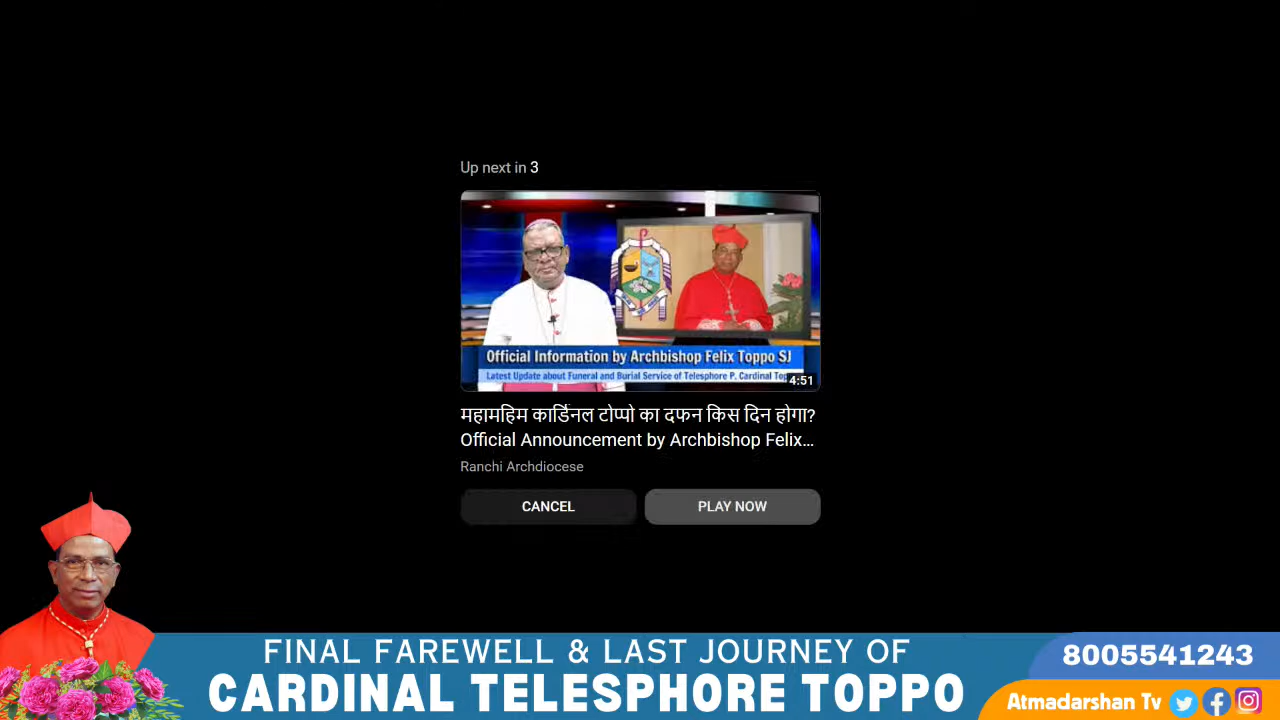 Up next in 3
Official Information by Archbishop Felix Toppo SJ
Latest Update about Funeral and Burial Service of Telesphore P. Cardinal
4:51
महामहिम कार्डिनल टोप्पो का दफन किस दिन होगा?
Official Announcement by Archbishop Felix...
Ranchi Archdiocese
CANCEL
PLAY NOW
FINAL FAREWELL & LAST JOURNEY OF
CARDINAL TELESPHORE TOPPO
8005541243
Atmadarshan Tv